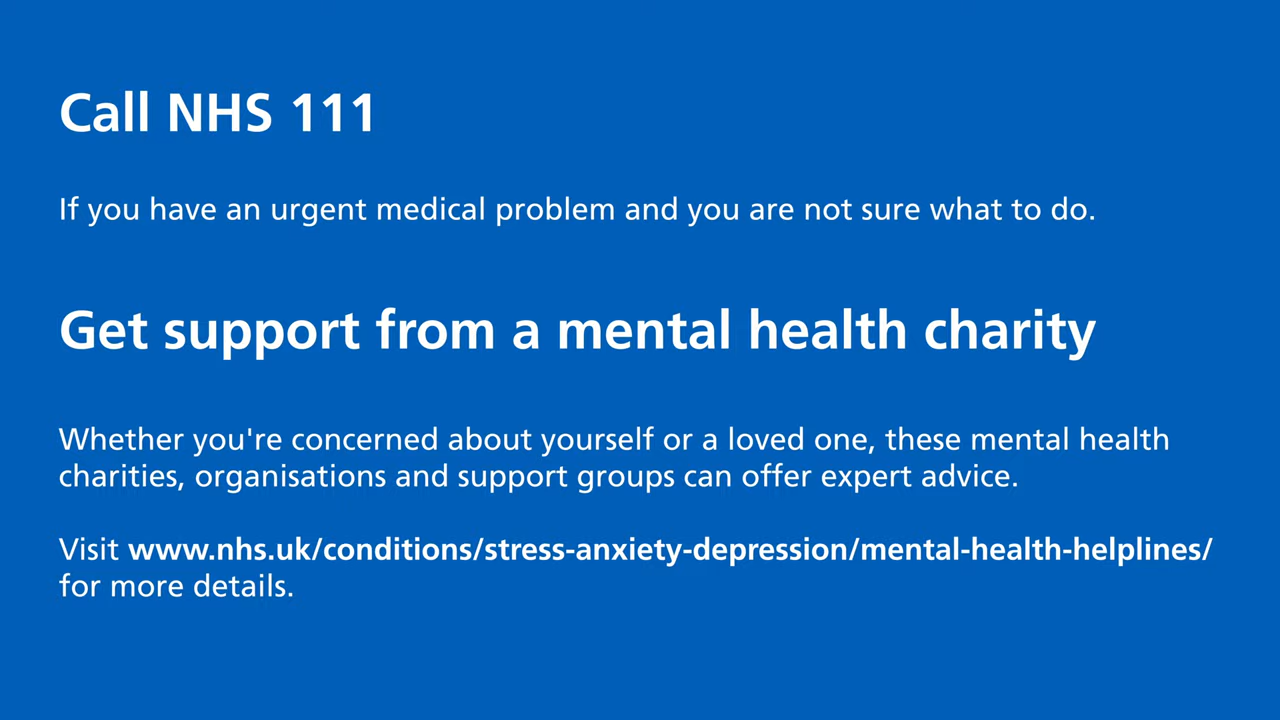 Call NHS 111
If you have an urgent medical problem and you are not sure what to do.
Get support from a mental health charity
Whether you're concerned about yourself or a loved one, these mental health
charities, organisations and support groups can offer expert advice.
Visit www.nhs.uk/conditions/stress-anxiety-depression/mental-health-helplines/
for more details.